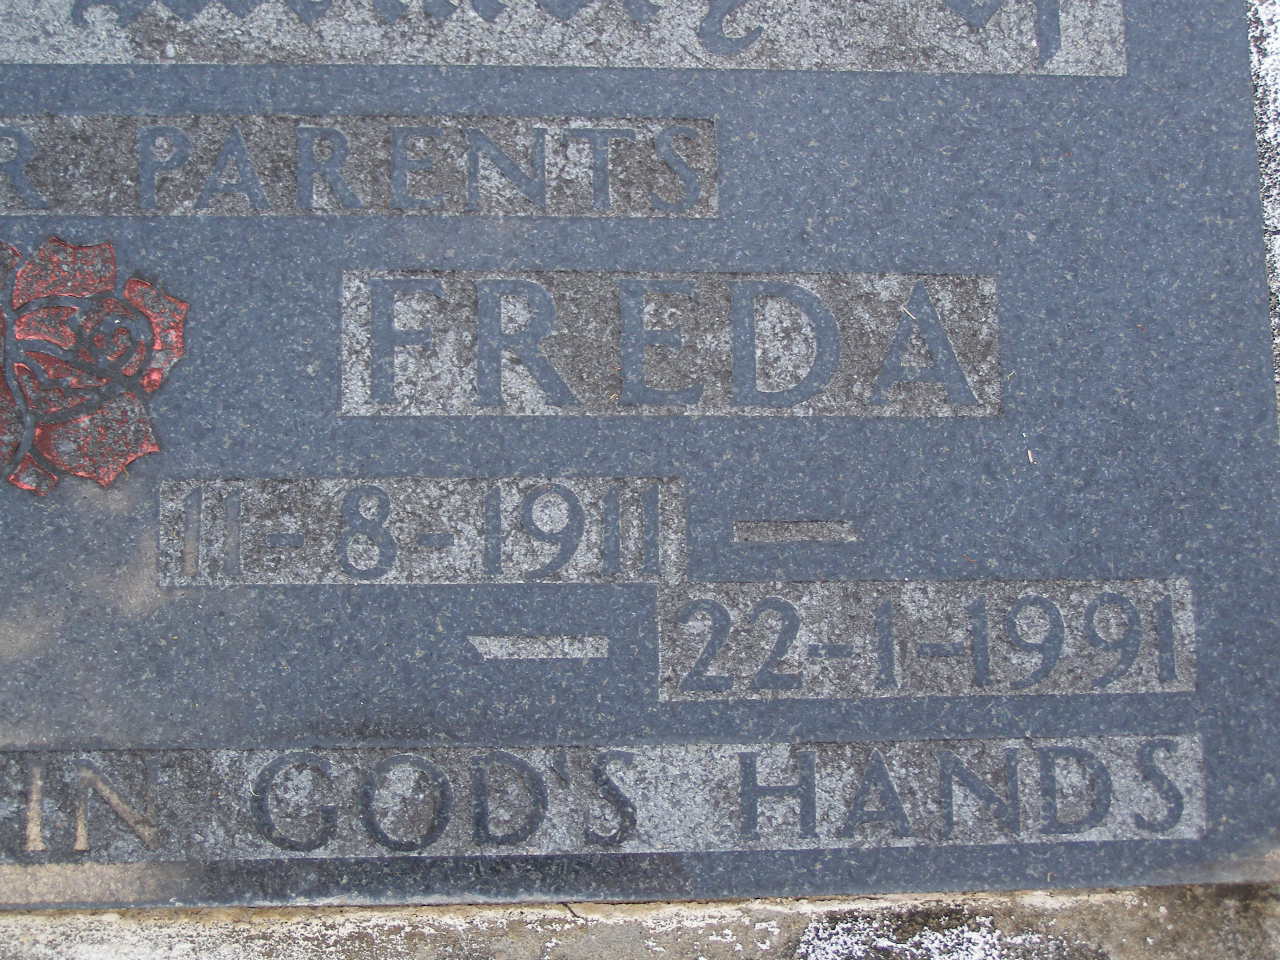 PARENTS
FREDA
11-8-1911 —
— 22-1-1991
IN GOD'S HANDS